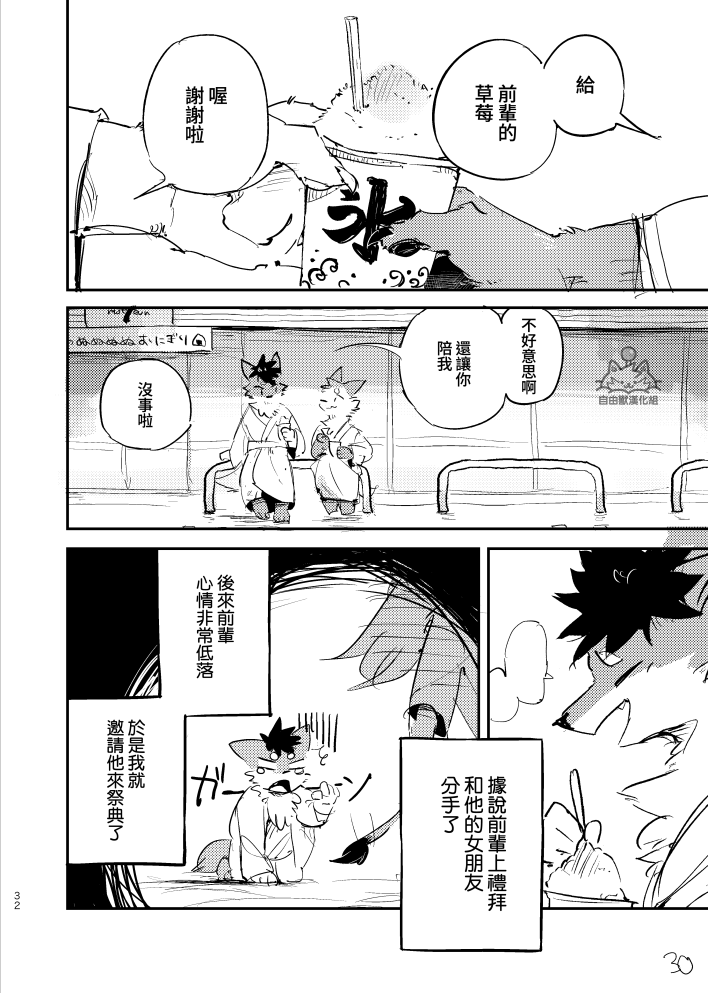 給
前輩的
草莓
喔
謝謝啦
氷
不好意思啊
還讓你
陪我
沒事啦
ぬぬぬぬおにぎり
自由獸漢化組
據說前輩上禮拜
和他的女朋友
分手了
後來前輩
心情非常低落
ガーン
於是我就
邀請他來祭典了
32
30